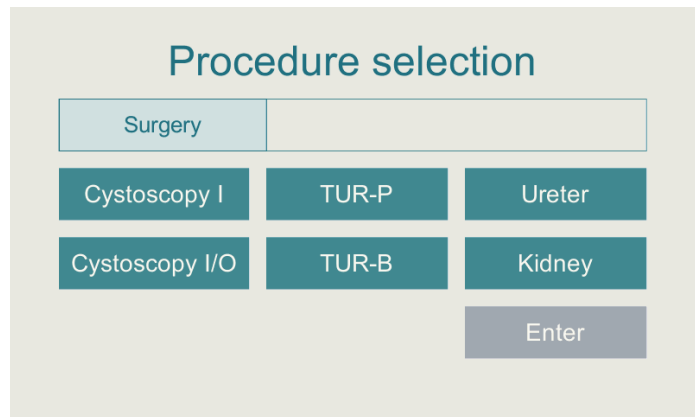 Procedure selection
Surgery
Cystoscopy I TUR-P Ureter
Cystoscopy I/O TUR-B Kidney
Enter